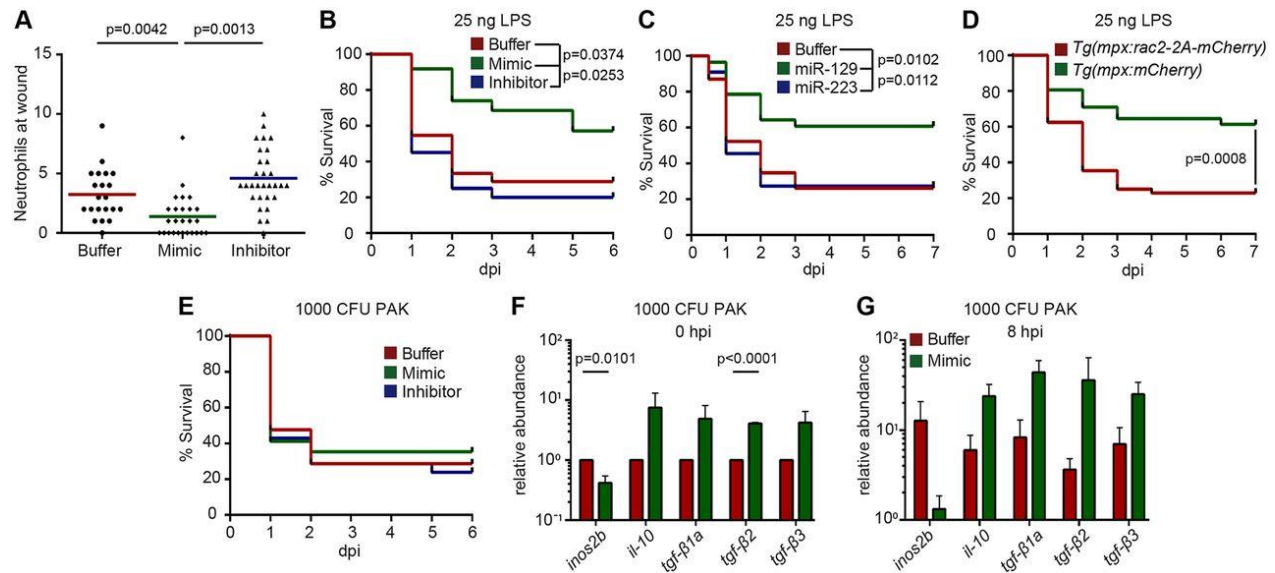 A
p=0.0042
p=0.0013
Neutrophils at wound
15
10
5
0
Buffer
Mimic
Inhibitor
B
25 ng LPS
Buffer
Mimic
Inhibitor
p=0.0374
p=0.0253
% Survival
100
80
60
40
20
0
0 1 2 3 4 5 6
dpi
C
25 ng LPS
Buffer
miR-129
miR-223
p=0.0102
p=0.0112
% Survival
100
80
60
40
20
0
0 1 2 3 4 5 6 7
dpi
D
25 ng LPS
Tg(mpx:rac2-2A-mCherry)
Tg(mpx:mCherry)
p=0.0008
% Survival
100
80
60
40
20
0
0 1 2 3 4 5 6 7
dpi
E
1000 CFU PAK
Buffer
Mimic
Inhibitor
% Survival
100
80
60
40
20
0
0 1 2 3 4 5 6
dpi
F
1000 CFU PAK
0 hpi
p=0.0101
p<0.0001
relative abundance
10²
10¹
10⁰
10⁻¹
inos2b
il-10
tgf-β1a
tgf-β2
tgf-β3
G
1000 CFU PAK
8 hpi
Buffer
Mimic
relative abundance
10²
10¹
10⁰
inos2b
il-10
tgf-β1a
tgf-β2
tgf-β3